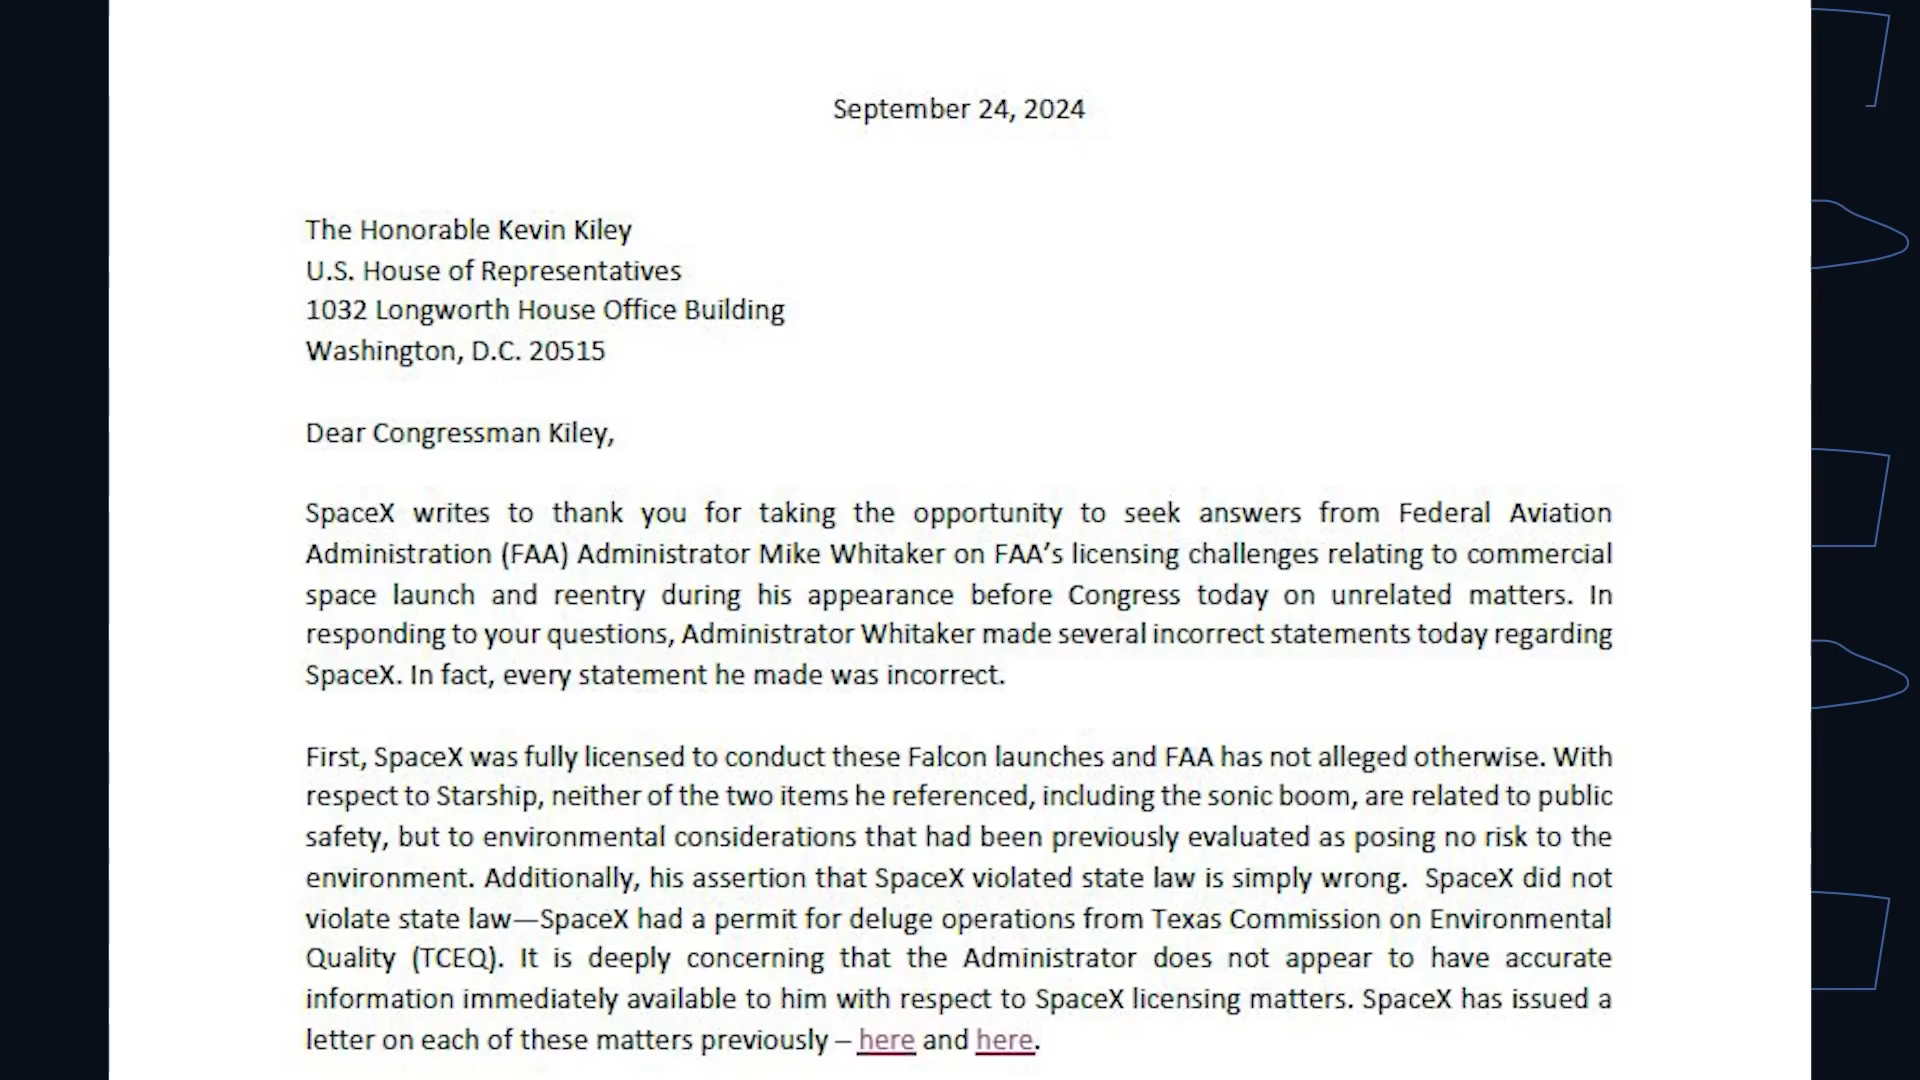 September 24, 2024
The Honorable Kevin Kiley
U.S. House of Representatives
1032 Longworth House Office Building
Washington, D.C. 20515
Dear Congressman Kiley,
SpaceX writes to thank you for taking the opportunity to seek answers from Federal Aviation
Administration (FAA) Administrator Mike Whitaker on FAA’s licensing challenges relating to commercial
space launch and reentry during his appearance before Congress today on unrelated matters. In
responding to your questions, Administrator Whitaker made several incorrect statements today regarding
SpaceX. In fact, every statement he made was incorrect.
First, SpaceX was fully licensed to conduct these Falcon launches and FAA has not alleged otherwise. With
respect to Starship, neither of the two items he referenced, including the sonic boom, are related to public
safety, but to environmental considerations that had been previously evaluated as posing no risk to the
environment. Additionally, his assertion that SpaceX violated state law is simply wrong.  SpaceX did not
violate state law—SpaceX had a permit for deluge operations from Texas Commission on Environmental
Quality (TCEQ). It is deeply concerning that the Administrator does not appear to have accurate
information immediately available to him with respect to SpaceX licensing matters. SpaceX has issued a
letter on each of these matters previously – here and here.